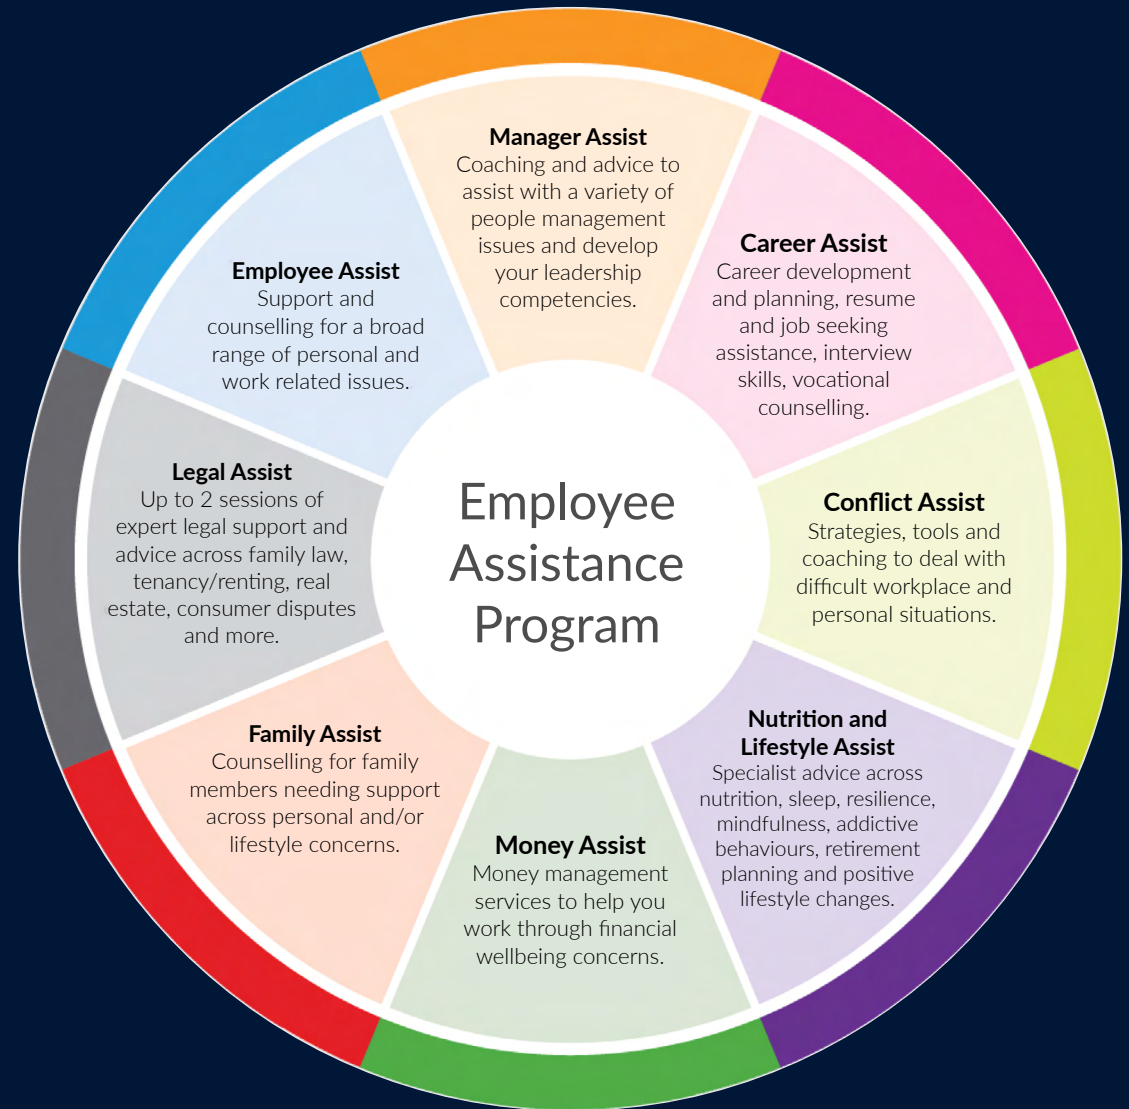 Manager Assist
Coaching and advice to
assist with a variety of
people management
issues and develop
your leadership
competencies.
Career Assist
Career development
and planning, resume
and job seeking
assistance, interview
skills, vocational
counselling.
Conflict Assist
Strategies, tools and
coaching to deal with
difficult workplace and
personal situations.
Nutrition and
Lifestyle Assist
Specialist advice across
nutrition, sleep, resilience,
mindfulness, addictive
behaviours, retirement
planning and positive
lifestyle changes.
Money Assist
Money management
services to help you
work through financial
wellbeing concerns.
Family Assist
Counselling for family
members needing support
across personal and/or
lifestyle concerns.
Legal Assist
Up to 2 sessions of
expert legal support and
advice across family law,
tenancy/renting, real
estate, consumer disputes
and more.
Employee Assist
Support and
counselling for a broad
range of personal and
work related issues.
Employee
Assistance
Program